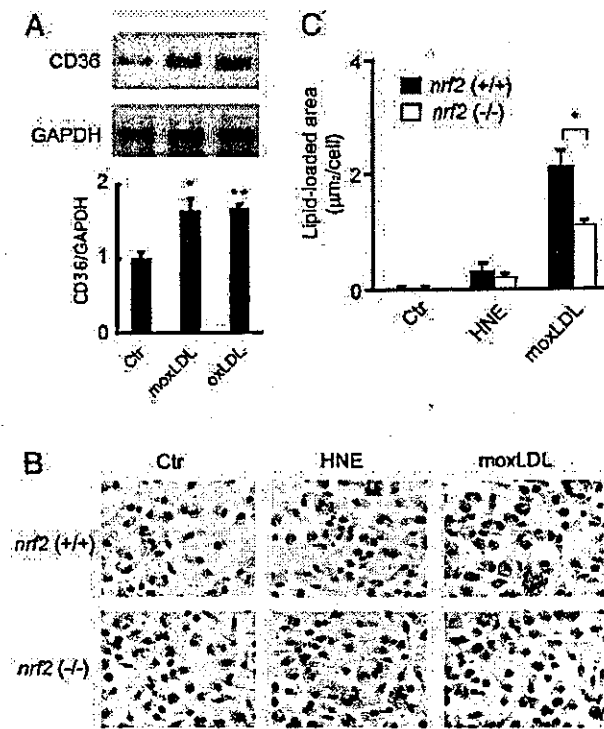 A
CD36
GAPDH
CD36/GAPDH
2
1
0
*
**
Ctr
moxLDL
oxLDL
C
Lipid-loaded area
(μm₂/cell)
4
2
0
nrf2 (+/+)
nrf2 (-/-)
*
Ctr
HNE
moxLDL
B
Ctr
HNE
moxLDL
nrf2 (+/+)
nrf2 (-/-)